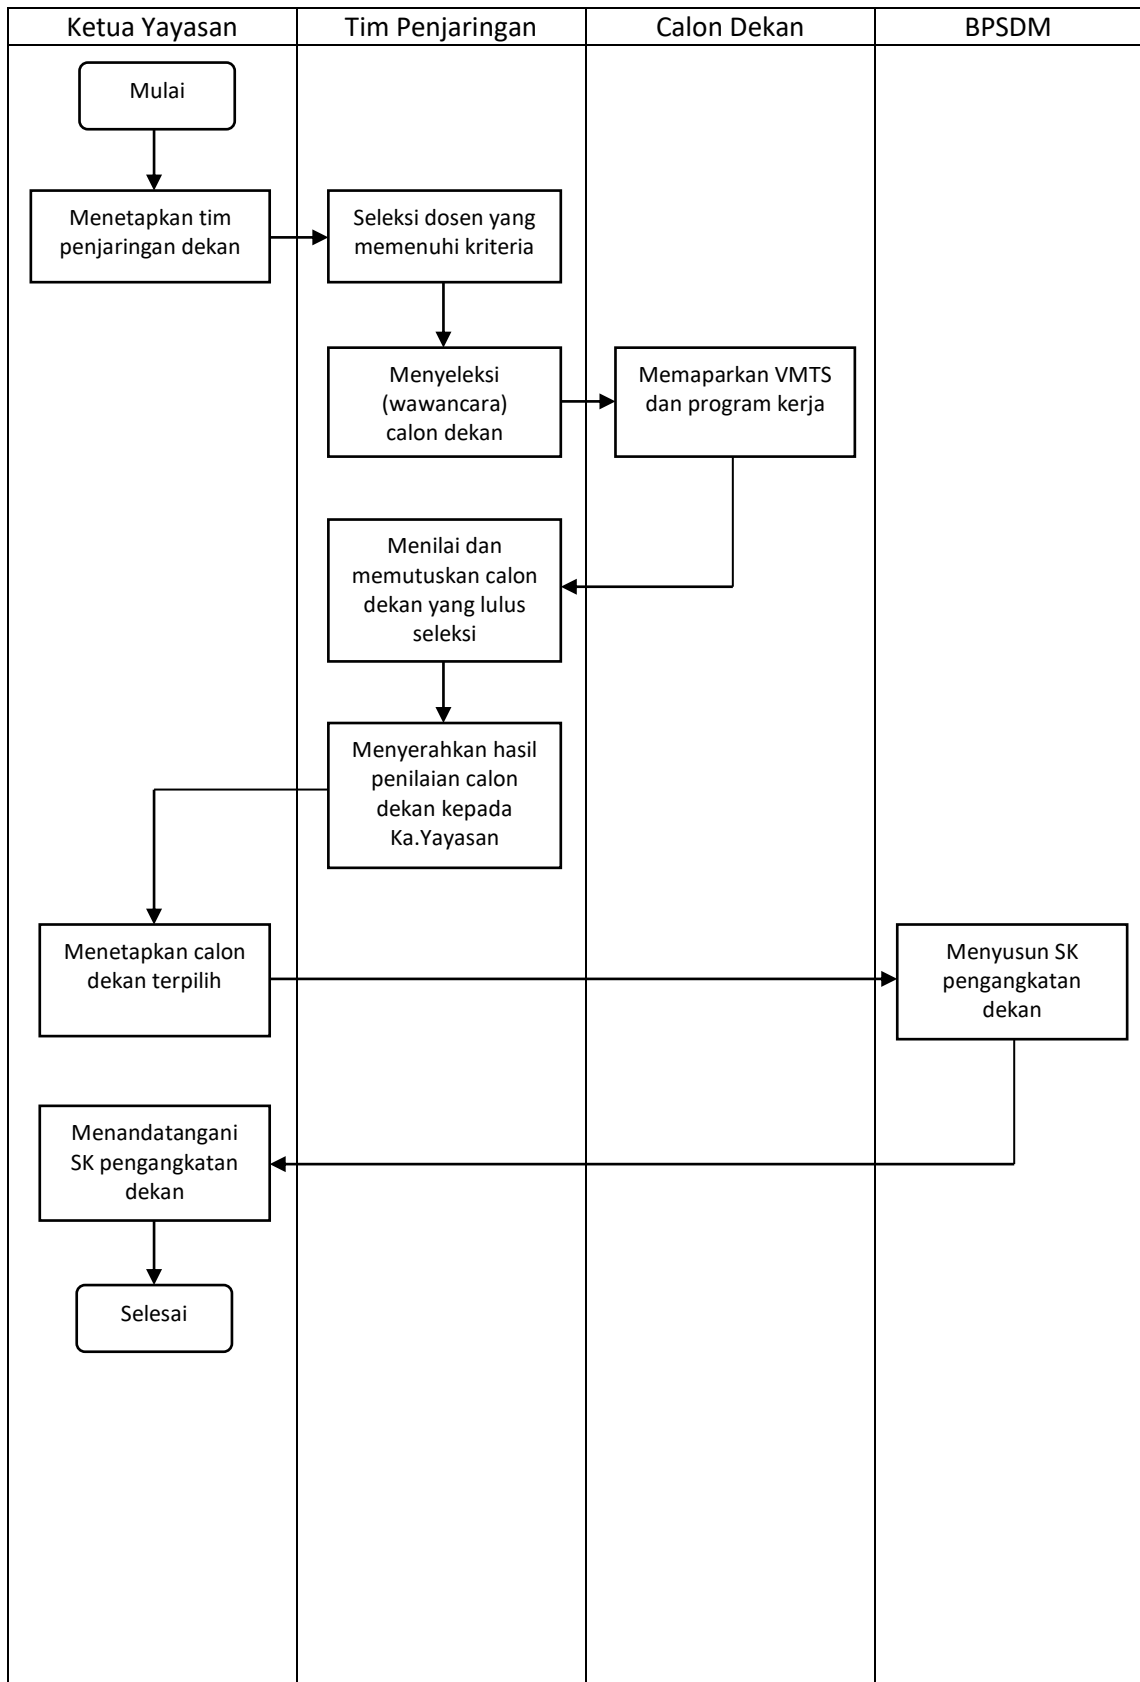 Ketua Yayasan
Tim Penjaringan
Calon Dekan
BPSDM
Mulai
Menetapkan tim
penjaringan dekan
Seleksi dosen yang
memenuhi kriteria
Menyeleksi
(wawancara)
calon dekan
Memaparkan VMTS
dan program kerja
Menilai dan
memutuskan calon
dekan yang lulus
seleksi
Menyerahkan hasil
penilaian calon
dekan kepada
Ka.Yayasan
Menetapkan calon
dekan terpilih
Menyusun SK
pengangkatan
dekan
Menandatangani
SK pengangkatan
dekan
Selesai